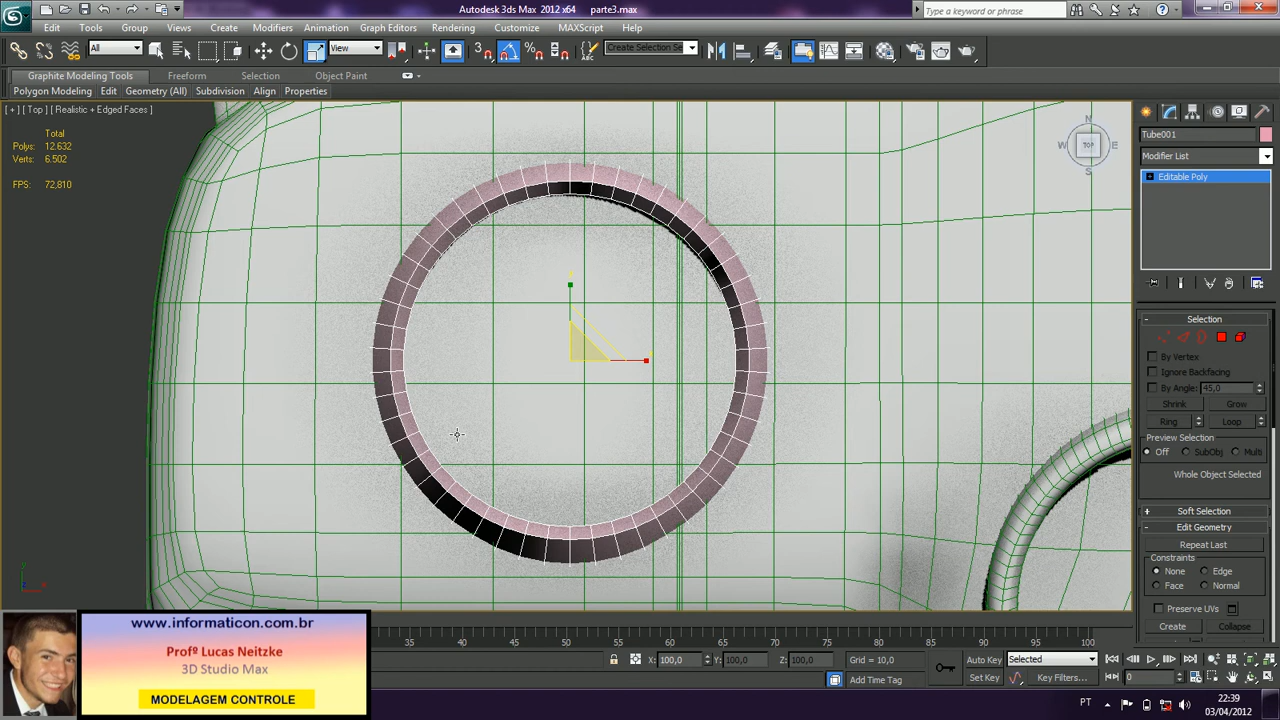 Autodesk 3ds Max 2012 x64 parte3.max
Type a keyword or phrase
Edit Tools Group Views Create Modifiers Animation Graph Editors Rendering Customize MAXScript Help
All View 3 Create Selection Se
Graphite Modeling Tools Freeform Selection Object Paint
Polygon Modeling Edit Geometry (All) Subdivision Align Properties
[ + ] [ Top ] [ Realistic + Edged Faces ]
Total
Polys: 12.632
Verts: 6.502
FPS: 72,810
N
W TOP E
S
Tube001
Modifier List
Editable Poly
Selection
By Vertex
Ignore Backfacing
By Angle: 45,0
Shrink Grow
Ring Loop
Preview Selection
Off SubObj Multi
Whole Object Selected
Soft Selection
Edit Geometry
Repeat Last
Constraints
None Edge
Face Normal
Preserve UVs
Create Collapse
40 45 50 55 60 65 70 75 80 85 90 95 100
X: 100,0 Y: 100,0 Z: 100,0 Grid = 10,0
Add Time Tag
Auto Key Selected
Set Key Key Filters... 0
www.informaticon.com.br
Profº Lucas Neitzke
3D Studio Max
MODELAGEM CONTROLE
PT 22:39
03/04/2012